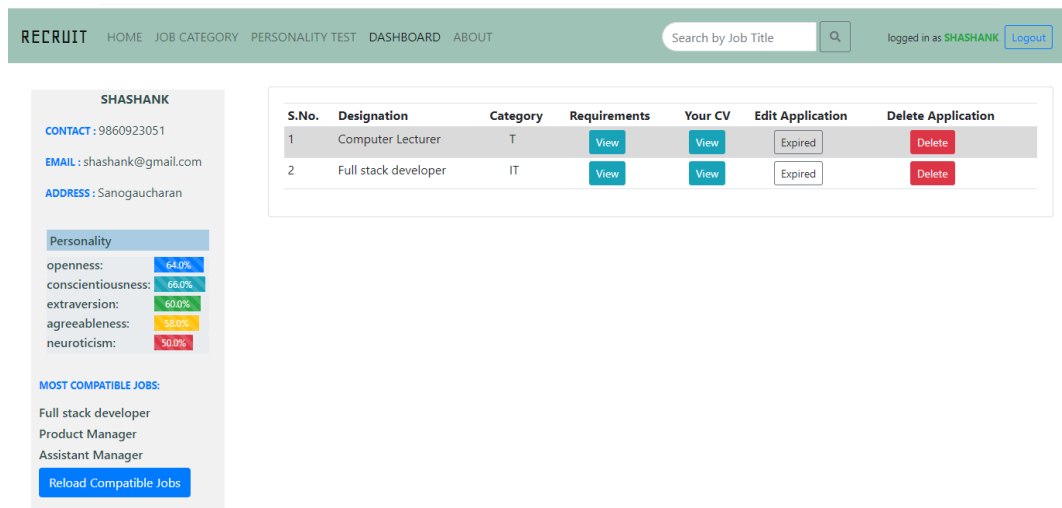 RECRUIT HOME JOB CATEGORY PERSONALITY TEST DASHBOARD ABOUT Search by Job Title logged in as SHASHANK Logout
SHASHANK
CONTACT : 9860923051
EMAIL : shashank@gmail.com
ADDRESS : Sanogaucharan
Personality
openness: 64.0%
conscientiousness: 66.0%
extraversion: 60.0%
agreeableness: 58.0%
neuroticism: 50.0%
MOST COMPATIBLE JOBS:
Full stack developer
Product Manager
Assistant Manager
Reload Compatible Jobs
S.No. Designation Category Requirements Your CV Edit Application Delete Application
1 Computer Lecturer T View View Expired Delete
2 Full stack developer IT View View Expired Delete